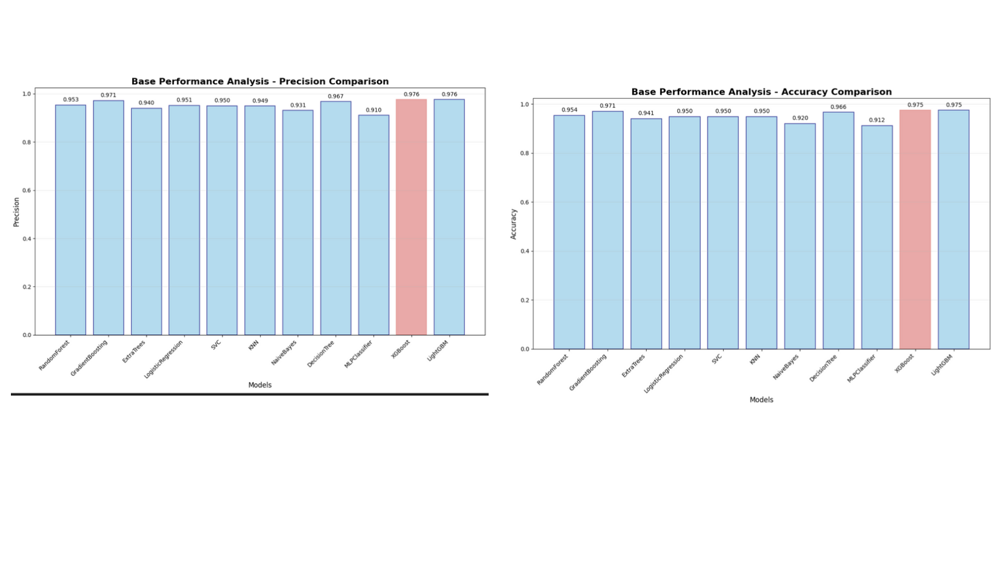 Base Performance Analysis - Precision Comparison
1.0
0.8
0.6
0.4
0.2
0.0
Precision
0.953
0.971
0.940
0.951
0.950
0.949
0.931
0.967
0.910
0.976
0.976
RandomForest
GradientBoosting
ExtraTrees
LogisticRegression
SVC
KNN
NaiveBayes
DecisionTree
MLPClassifier
XGBoost
LightGBM
Models
Base Performance Analysis - Accuracy Comparison
1.0
0.8
0.6
0.4
0.2
0.0
Accuracy
0.954
0.971
0.941
0.950
0.950
0.950
0.920
0.966
0.912
0.975
0.975
RandomForest
GradientBoosting
ExtraTrees
LogisticRegression
SVC
KNN
NaiveBayes
DecisionTree
MLPClassifier
XGBoost
LightGBM
Models